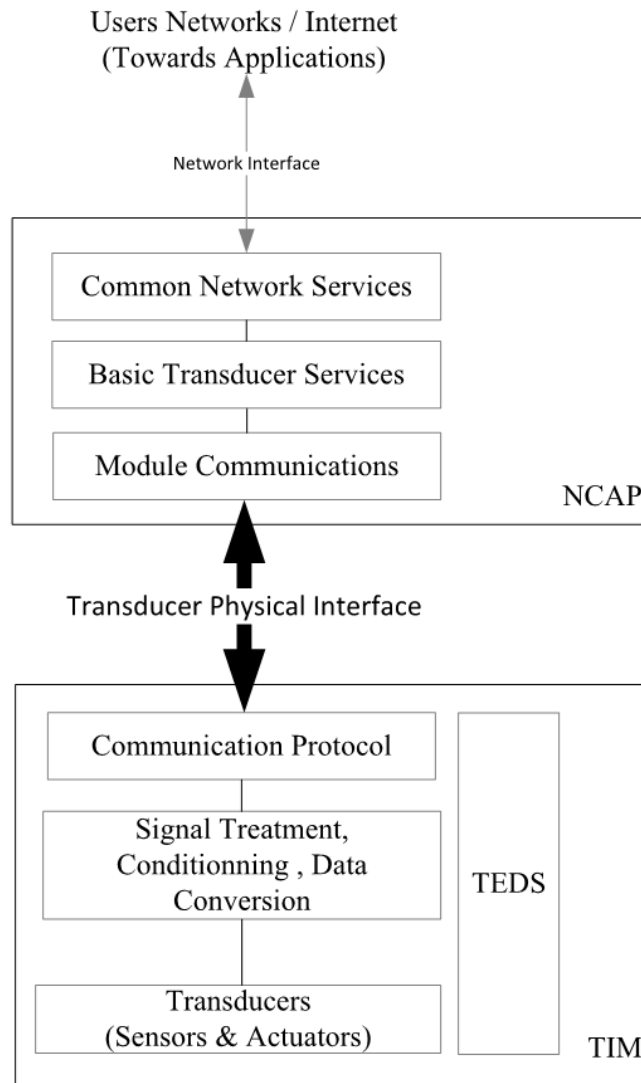 Users Networks / Internet
(Towards Applications)
Network Interface
Common Network Services
Basic Transducer Services
Module Communications
NCAP
Transducer Physical Interface
Communication Protocol
Signal Treatment,
Conditionning , Data
Conversion
TEDS
Transducers
(Sensors & Actuators)
TIM